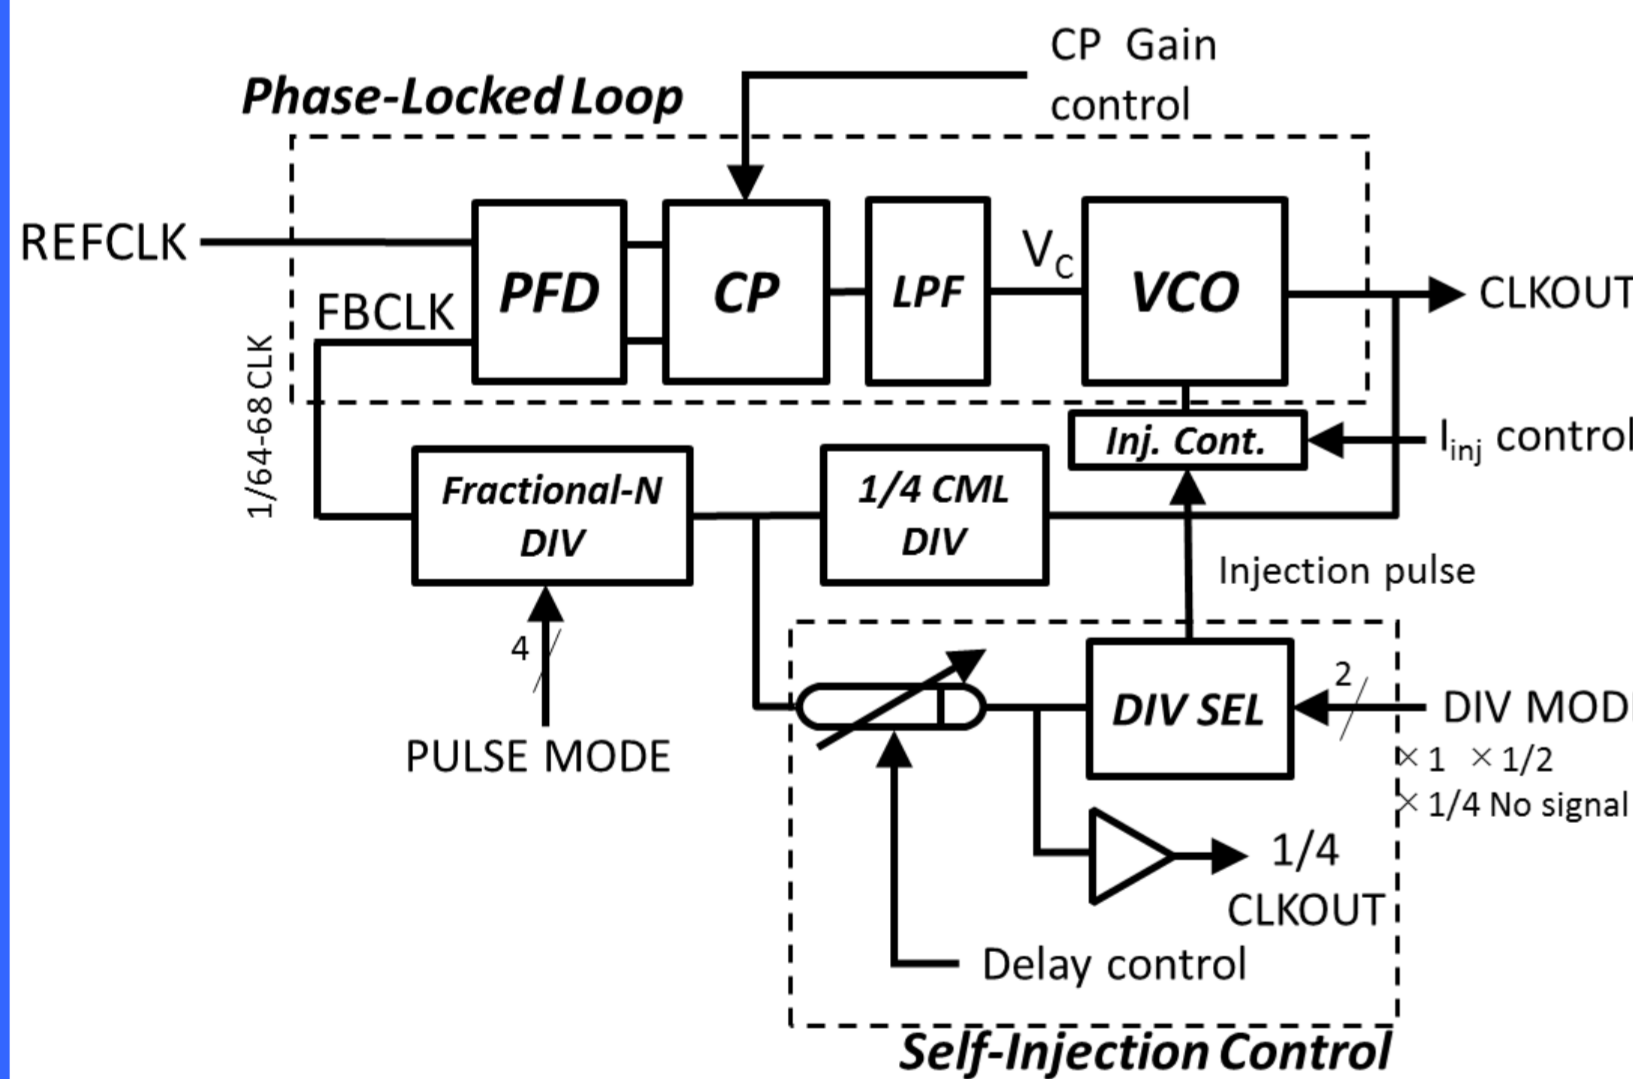 CP Gain
control
Phase-Locked Loop
REFCLK
FBCLK
1/64-68 CLK
PFD
CP
LPF
VC
VCO
CLKOUT
Inj. Cont.
Iinj control
Fractional-N
DIV
1/4 CML
DIV
Injection pulse
4
PULSE MODE
DIV SEL
2
DIV MOD
× 1 × 1/2
× 1/4 No signal
1/4
CLKOUT
Delay control
Self-Injection Control